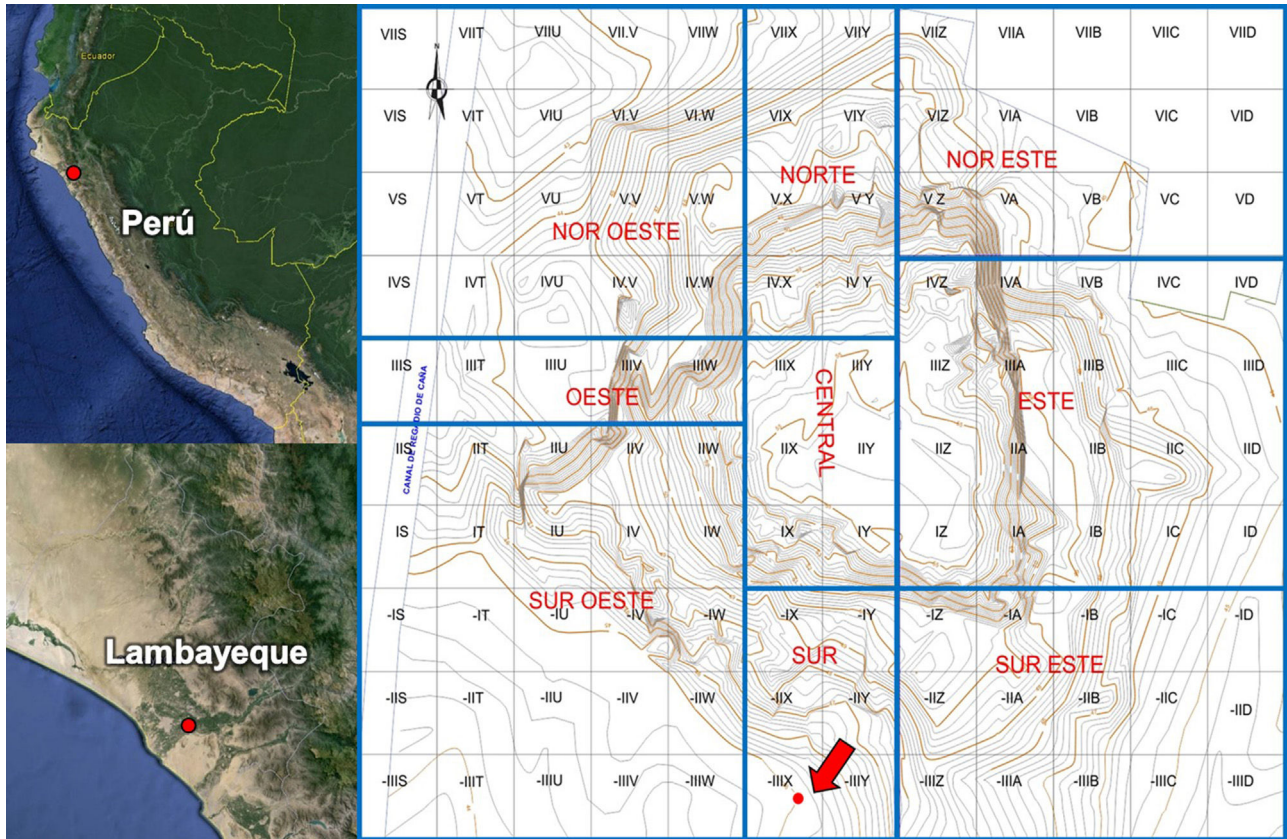 Ecuador
Perú
Lambayeque
N
VIIS VIIT VIIU VII.V VIIW VIIX VIIY VIIZ VIIA VIIB VIIC VIID
VIS VIT VIU VI.V VI.W VIX VIY VIZ VIA VIB VIC VID
NORTE
NOR ESTE
VS VT VU V.V V.W V.X V Y V Z VA VB VC VD
NOR OESTE
IVS IVT IVU IV.V IV.W IV.X IV Y IVZ IVA IVB IVC IVD
IIIS IIIT IIIU IIIV IIIW IIIX IIIY IIIZ IIIA IIIB IIIC IIID
OESTE
CENTRAL
ESTE
CANAL DE REGADIO DE CAÑA
IIS IIT IIU IIV IIW IIX IIY IIZ IIA IIB IIC IID
IS IT IU IV IW IX IY IZ IA IB IC ID
SUR OESTE
-IS -IT -IU -IV -IW -IX -IY -IZ -IA -IB -IC -ID
SUR
SUR ESTE
-IIS -IIT -IIU -IIV -IIW -IIX -IIY -IIZ -IIA -IIB -IIC -IID
-IIIS -IIIT -IIIU -IIIV -IIIW -IIIX -IIIY -IIIZ -IIIA -IIIB -IIIC -IIID